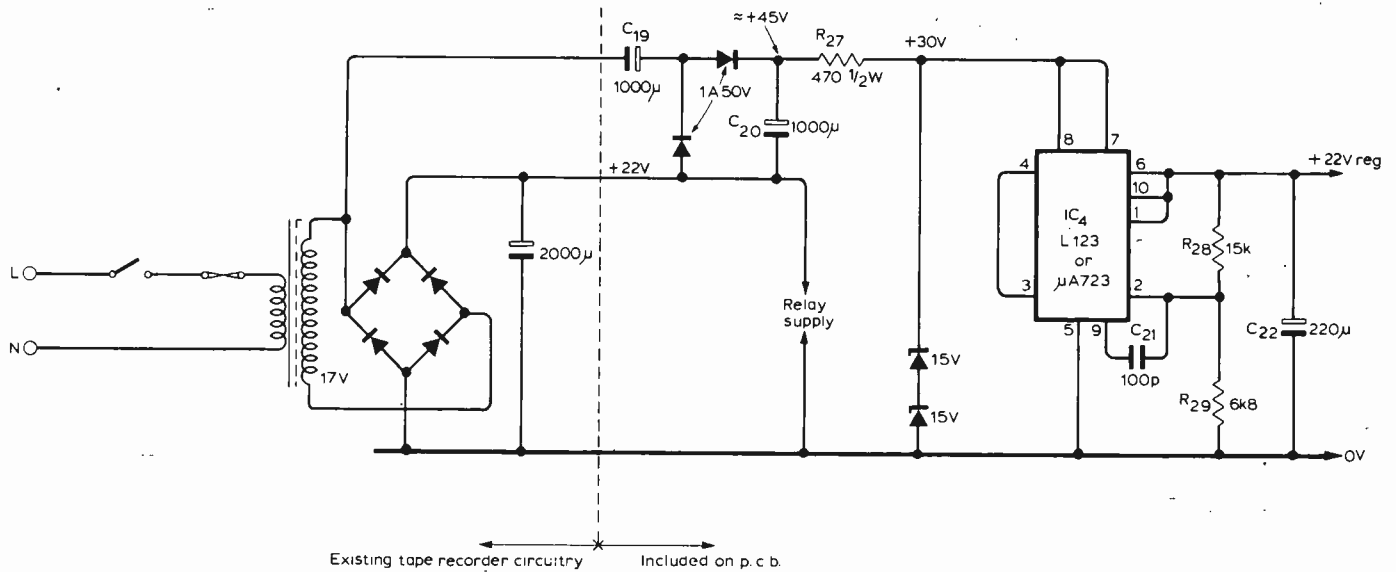 C19
1000µ
≈+45V
R27
470 ½W
+30V
1A50V
C20
1000µ
+22V
2000µ
L
N
17V
Relay
supply
15V
15V
8
7
4
6
10
1
3
2
5
9
IC4
L123
or
µA723
C21
100p
+22V reg
R28
15k
R29
6k8
C22
220µ
0V
Existing tape recorder circuitry
Included on p.c.b.